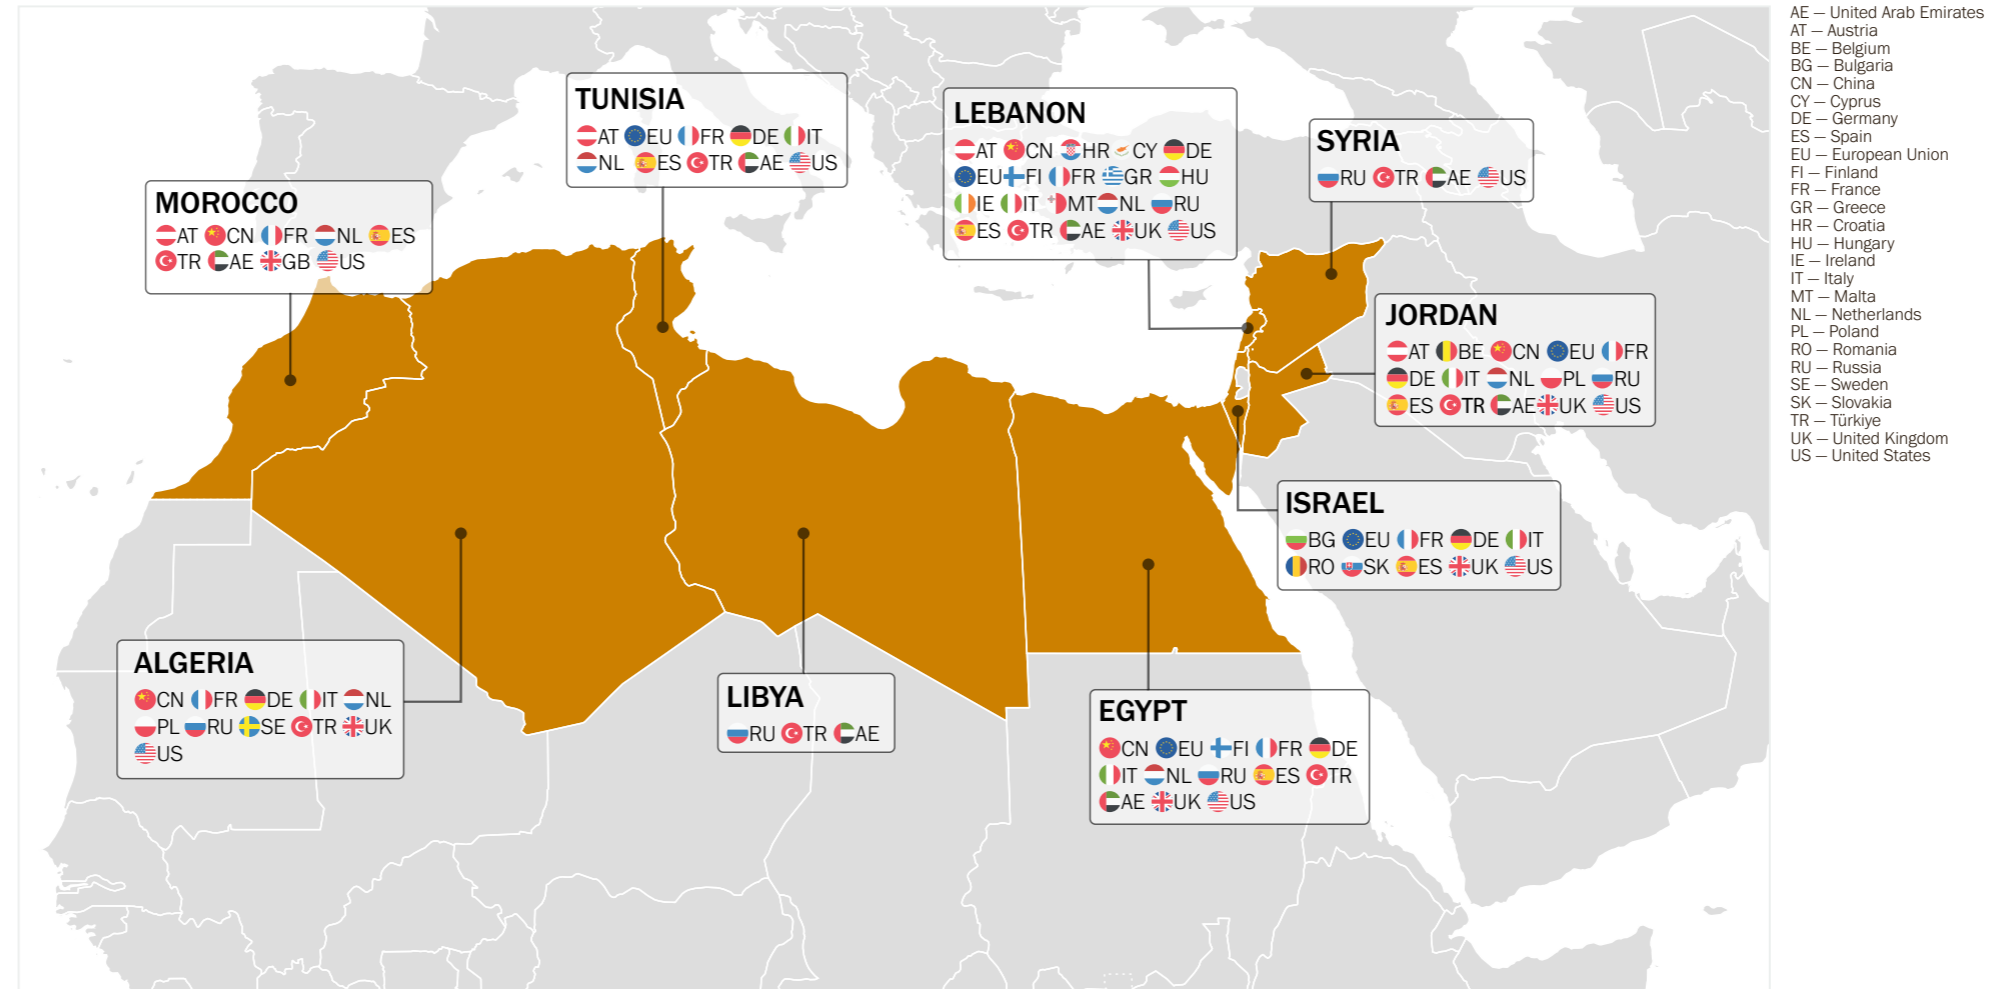 TUNISIA
AT EU FR DE IT
NL ES TR AE US
LEBANON
AT CN HR CY DE
EU FI FR GR HU
IE IT MT NL RU
ES TR AE UK US
SYRIA
RU TR AE US
MOROCCO
AT CN FR NL ES
TR AE GB US
JORDAN
AT BE CN EU FR
DE IT NL PL RU
ES TR AE UK US
ISRAEL
BG EU FR DE IT
RO SK ES UK US
ALGERIA
CN FR DE IT NL
PL RU SE TR UK
US
LIBYA
RU TR AE
EGYPT
CN EU FI FR DE
IT NL RU ES TR
AE UK US
AE — United Arab Emirates
AT — Austria
BE — Belgium
BG — Bulgaria
CN — China
CY — Cyprus
DE — Germany
ES — Spain
EU — European Union
FI — Finland
FR — France
GR — Greece
HR — Croatia
HU — Hungary
IE — Ireland
IT — Italy
MT — Malta
NL — Netherlands
PL — Poland
RO — Romania
RU — Russia
SE — Sweden
SK — Slovakia
TR — Türkiye
UK — United Kingdom
US — United States